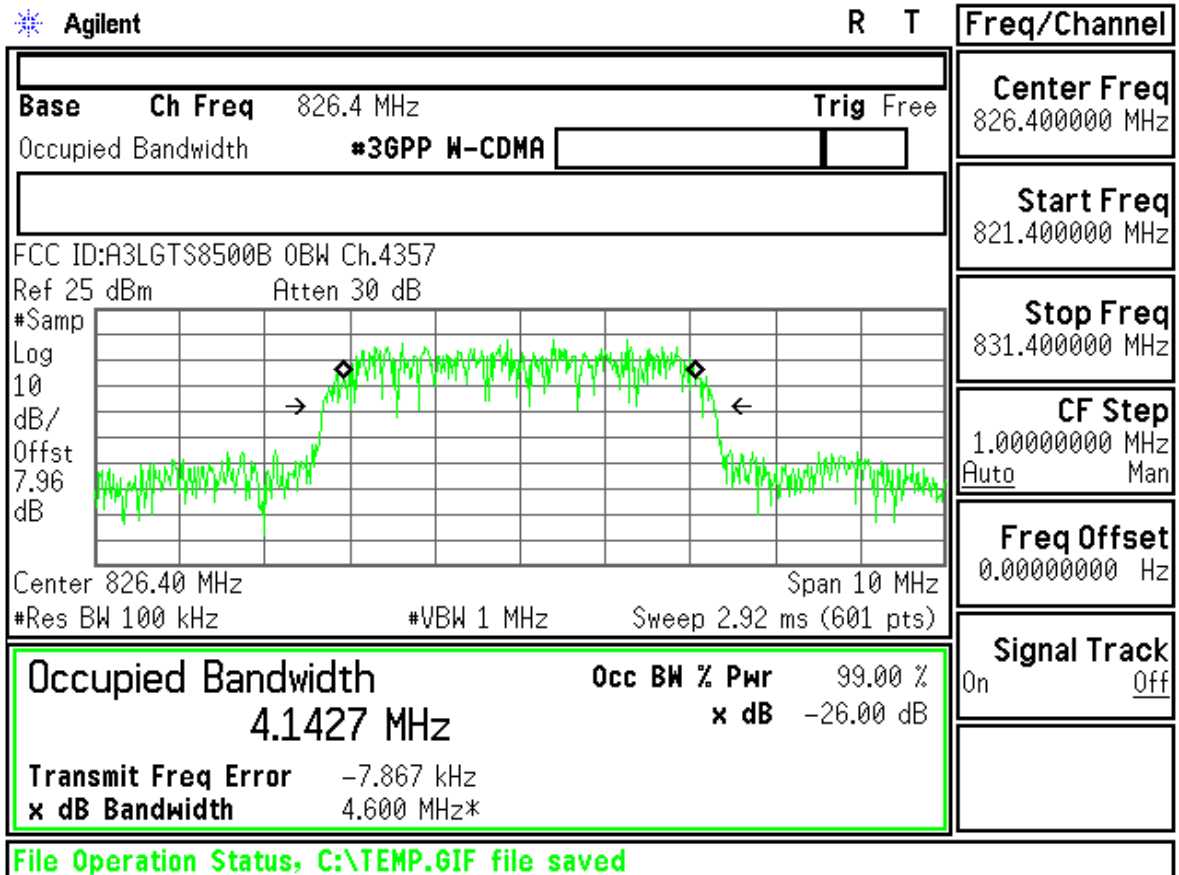 Agilent R T
Base Ch Freq 826.4 MHz Trig Free
Occupied Bandwidth #3GPP W-CDMA
FCC ID:A3LGTS8500B OBW Ch.4357
Ref 25 dBm Atten 30 dB
#Samp
Log
10
dB/
Offst
7.96
dB
Center 826.40 MHz Span 10 MHz
#Res BW 100 kHz #VBW 1 MHz Sweep 2.92 ms (601 pts)
Occupied Bandwidth Occ BW % Pwr 99.00 %
4.1427 MHz x dB -26.00 dB
Transmit Freq Error -7.867 kHz
x dB Bandwidth 4.600 MHz*
File Operation Status, C:\TEMP.GIF file saved
Freq/Channel
Center Freq
826.400000 MHz
Start Freq
821.400000 MHz
Stop Freq
831.400000 MHz
CF Step
1.00000000 MHz
Auto Man
Freq Offset
0.00000000 Hz
Signal Track
On Off